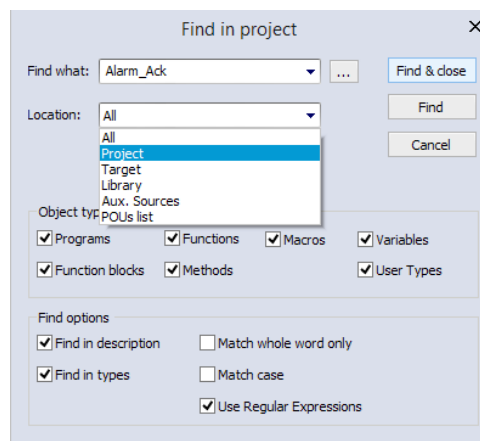 Find in project
Find what: Alarm_Ack ... Find & close
Location: All Find
Cancel
All
Project
Target
Library
Aux. Sources
POUs list
Object typ
Programs Functions Macros Variables
Function blocks Methods User Types
Find options
Find in description Match whole word only
Find in types Match case
Use Regular Expressions